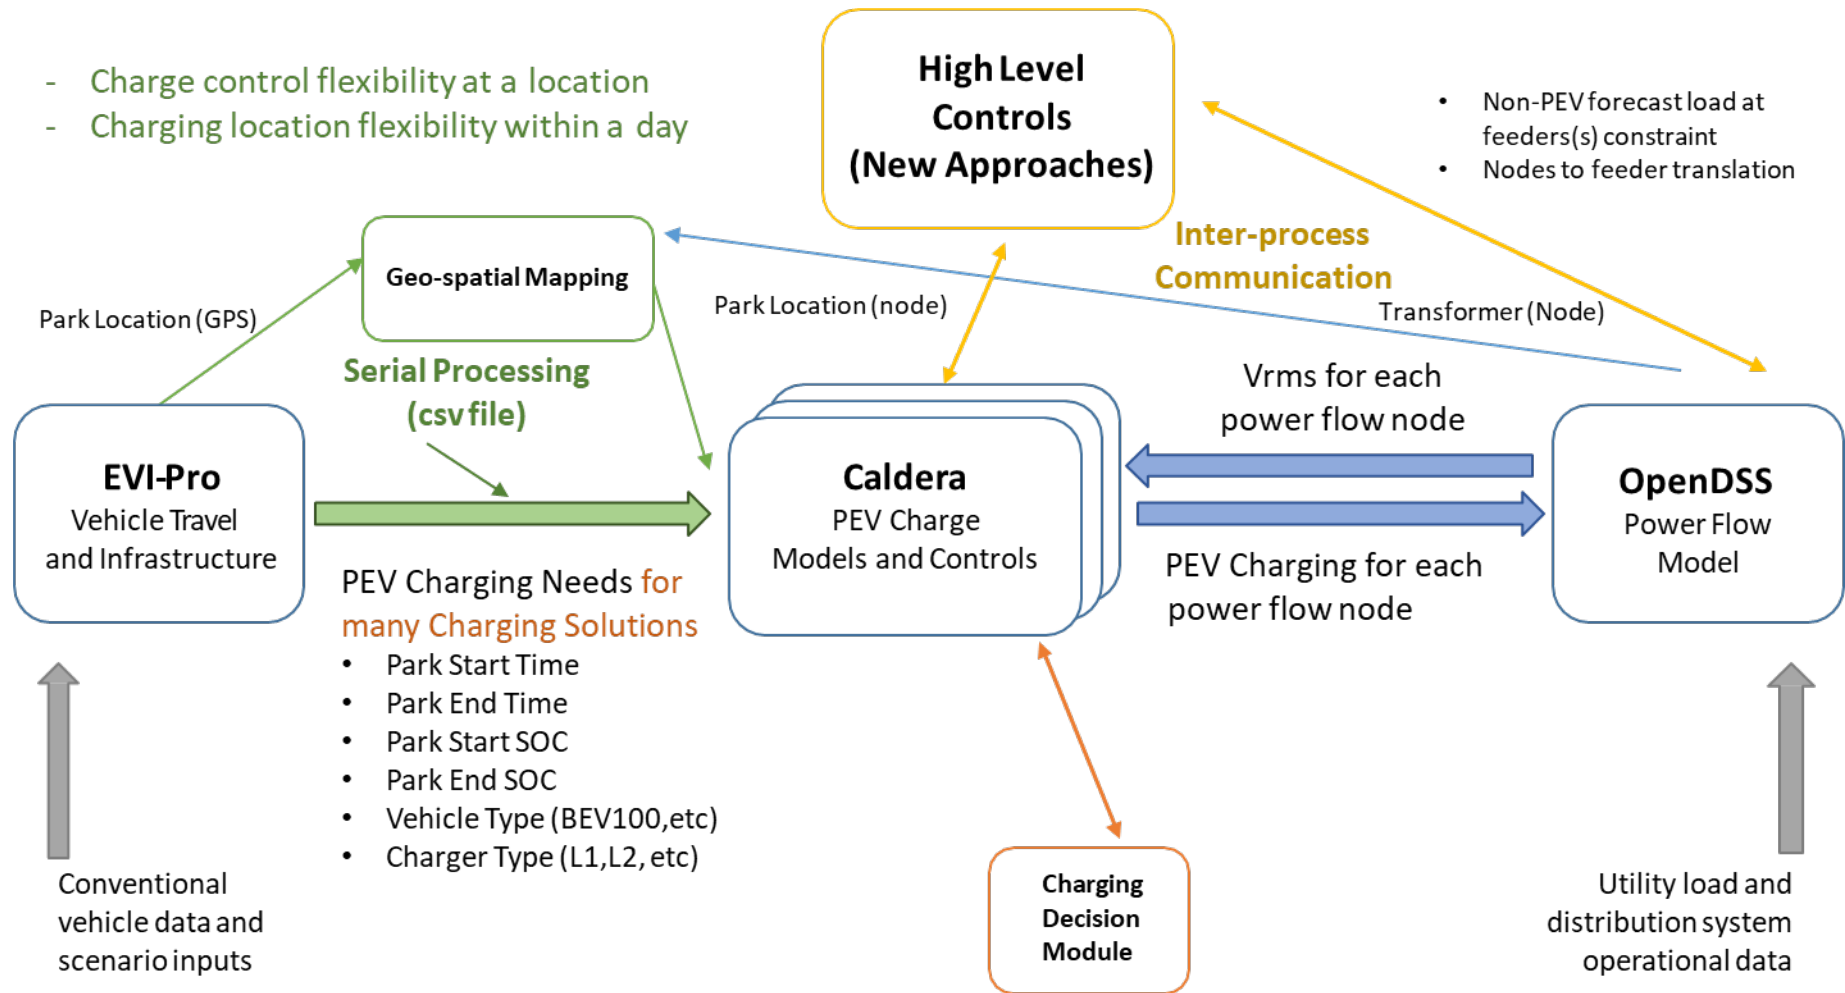 - Charge control flexibility at a location
- Charging location flexibility within a day
High Level
Controls
(New Approaches)
• Non-PEV forecast load at
feeders(s) constraint
• Nodes to feeder translation
Geo-spatial Mapping
Inter-process
Communication
Park Location (GPS)
Park Location (node)
Transformer (Node)
Serial Processing
(csv file)
Vrms for each
power flow node
EVI-Pro
Vehicle Travel
and Infrastructure
Caldera
PEV Charge
Models and Controls
OpenDSS
Power Flow
Model
PEV Charging for each
power flow node
PEV Charging Needs for
many Charging Solutions
• Park Start Time
• Park End Time
• Park Start SOC
• Park End SOC
• Vehicle Type (BEV100,etc)
• Charger Type (L1,L2, etc)
Conventional
vehicle data and
scenario inputs
Charging
Decision
Module
Utility load and
distribution system
operational data